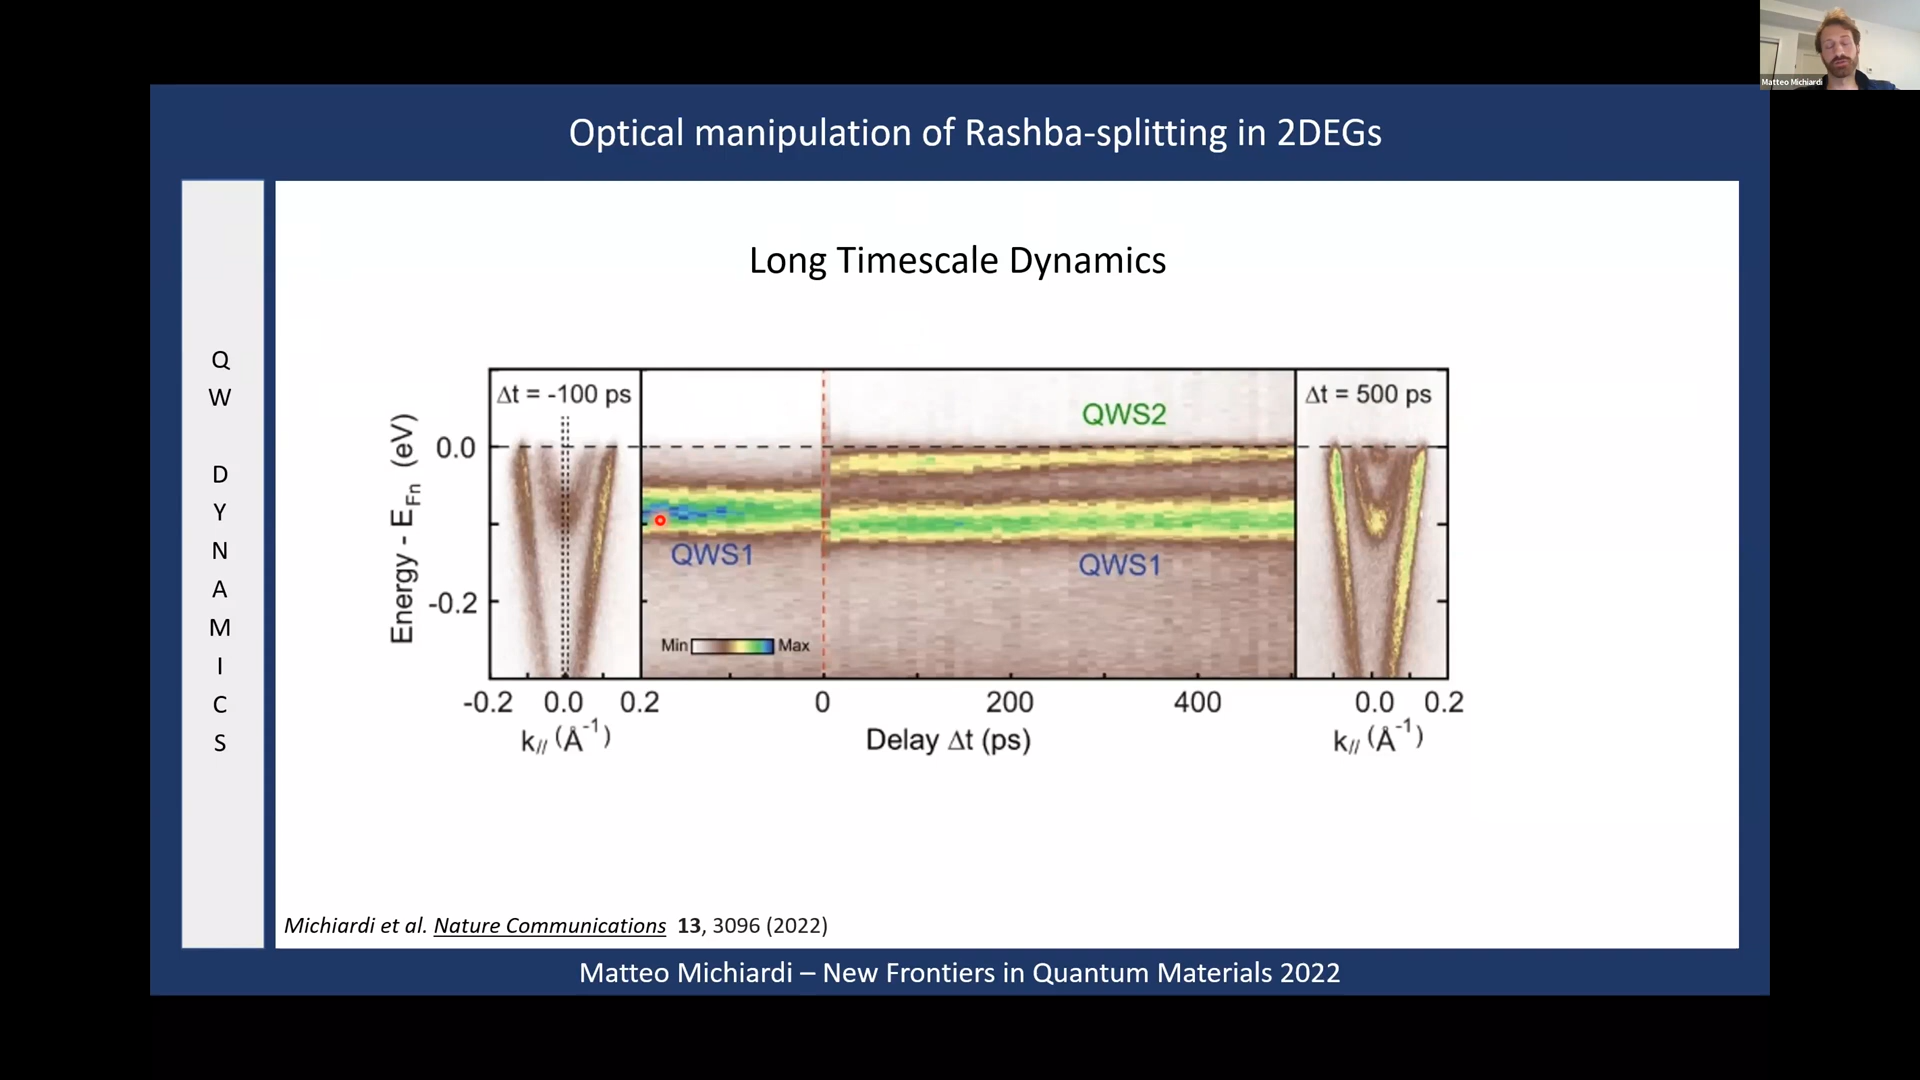 Matteo Michiardi
Optical manipulation of Rashba-splitting in 2DEGs
Q
W
D
Y
N
A
M
I
C
S
Long Timescale Dynamics
Δt = -100 ps
QWS2
Δt = 500 ps
Energy - E_Fn (eV)
0.0
-0.2
QWS1
QWS1
Min Max
-0.2 0.0 0.2 0 200 400 0.0 0.2
k// (Å⁻¹) Delay Δt (ps) k// (Å⁻¹)
Michiardi et al. Nature Communications 13, 3096 (2022)
Matteo Michiardi – New Frontiers in Quantum Materials 2022